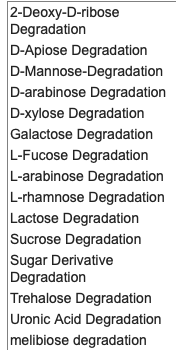 2-Deoxy-D-ribose
Degradation
D-Apiose Degradation
D-Mannose-Degradation
D-arabinose Degradation
D-xylose Degradation
Galactose Degradation
L-Fucose Degradation
L-arabinose Degradation
L-rhamnose Degradation
Lactose Degradation
Sucrose Degradation
Sugar Derivative
Degradation
Trehalose Degradation
Uronic Acid Degradation
melibiose degradation